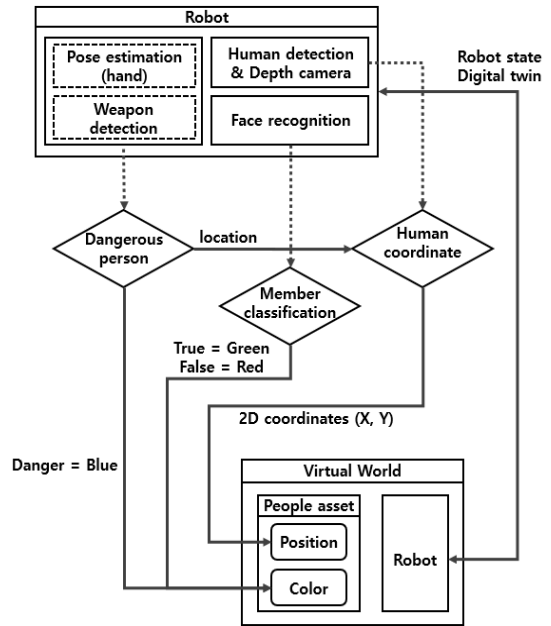 Robot
Pose estimation
(hand)
Human detection
& Depth camera
Weapon
detection
Face recognition
Robot state
Digital twin
Dangerous
person
location
Human
coordinate
Member
classification
True = Green
False = Red
2D coordinates (X, Y)
Danger = Blue
Virtual World
People asset
Position
Robot
Color